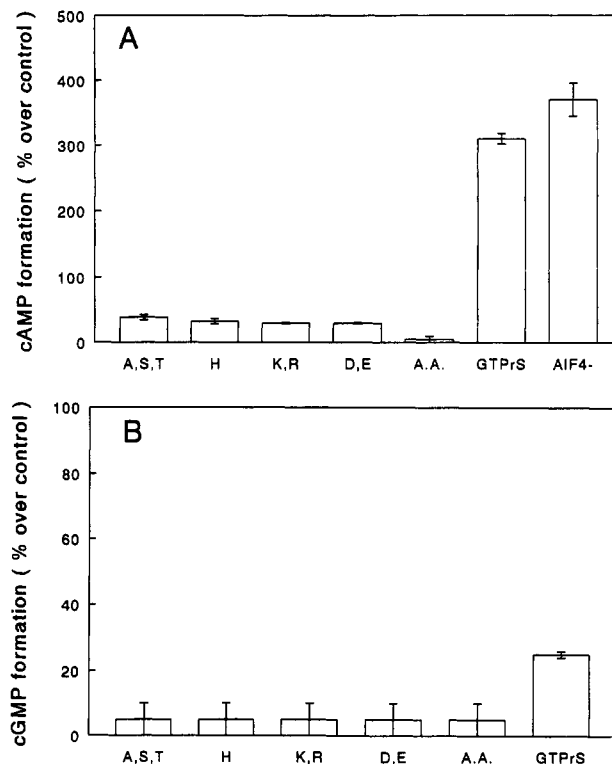 A
cAMP formation ( % over control )
500
400
300
200
100
0
A,S,T H K,R D,E A.A. GTPrS AlF4-
B
cGMP formation ( % over control )
100
80
60
40
20
0
A,S,T H K,R D,E A.A. GTPrS